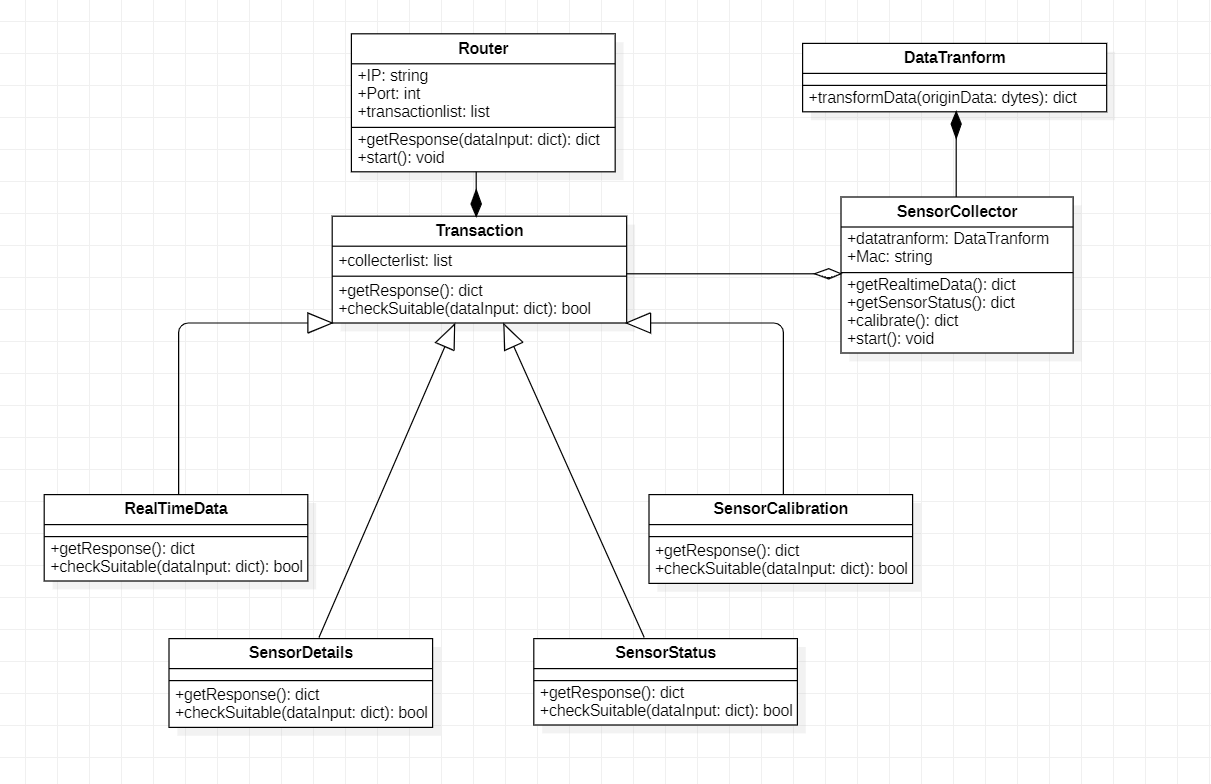 Router
+IP: string
+Port: int
+transactionlist: list
+getResponse(dataInput: dict): dict
+start(): void
DataTranform
+transformData(originData: dytes): dict
Transaction
+collecterlist: list
+getResponse(): dict
+checkSuitable(dataInput: dict): bool
SensorCollector
+datatranform: DataTranform
+Mac: string
+getRealtimeData(): dict
+getSensorStatus(): dict
+calibrate(): dict
+start(): void
RealTimeData
+getResponse(): dict
+checkSuitable(dataInput: dict): bool
SensorCalibration
+getResponse(): dict
+checkSuitable(dataInput: dict): bool
SensorDetails
+getResponse(): dict
+checkSuitable(dataInput: dict): bool
SensorStatus
+getResponse(): dict
+checkSuitable(dataInput: dict): bool